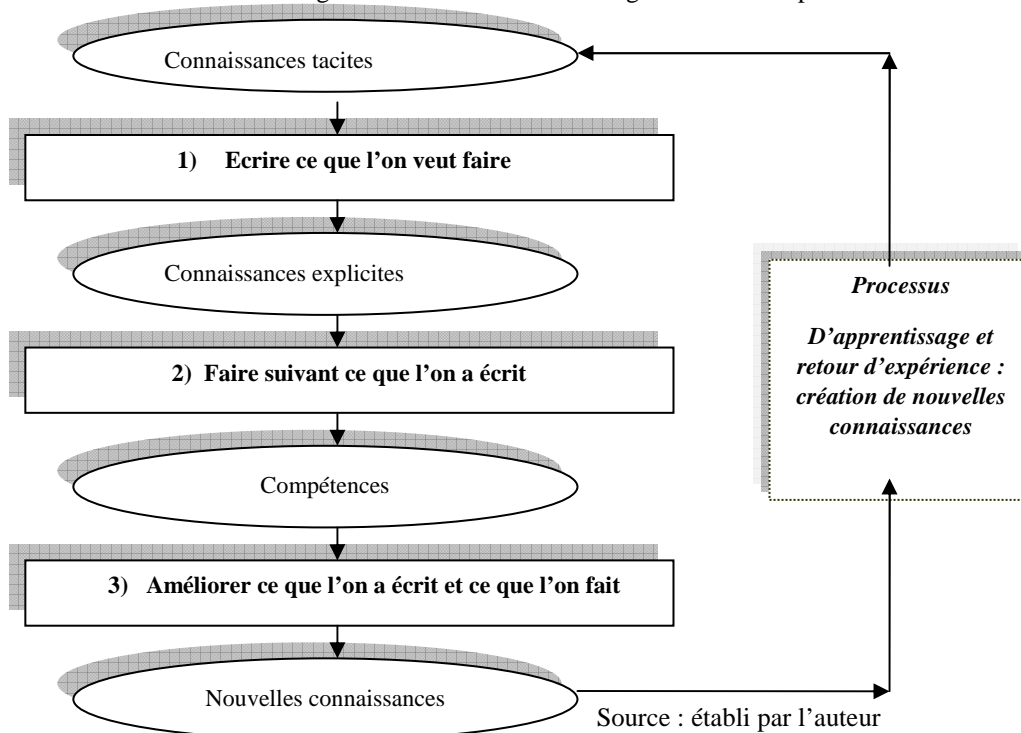 Connaissances tacites
1) Ecrire ce que l’on veut faire
Connaissances explicites
2) Faire suivant ce que l’on a écrit
Compétences
3) Améliorer ce que l’on a écrit et ce que l’on fait
Nouvelles connaissances
Processus
D’apprentissage et
retour d’expérience :
création de nouvelles
connaissances
Source : établi par l’auteur